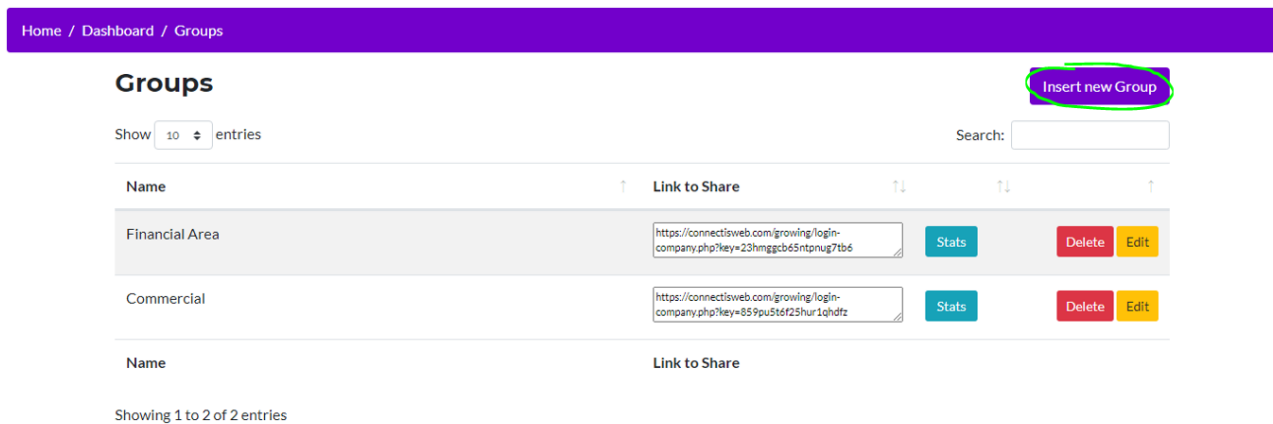 Home / Dashboard / Groups
Groups
Insert new Group
Show 10 entries
Search:
Name Link to Share
Financial Area
https://connectisweb.com/growing/login-
company.php?key=23hmggcb65ntpnug7tb6
Stats Delete Edit
Commercial
https://connectisweb.com/growing/login-
company.php?key=859pu5t6f25hur1qhdfz
Stats Delete Edit
Name Link to Share
Showing 1 to 2 of 2 entries